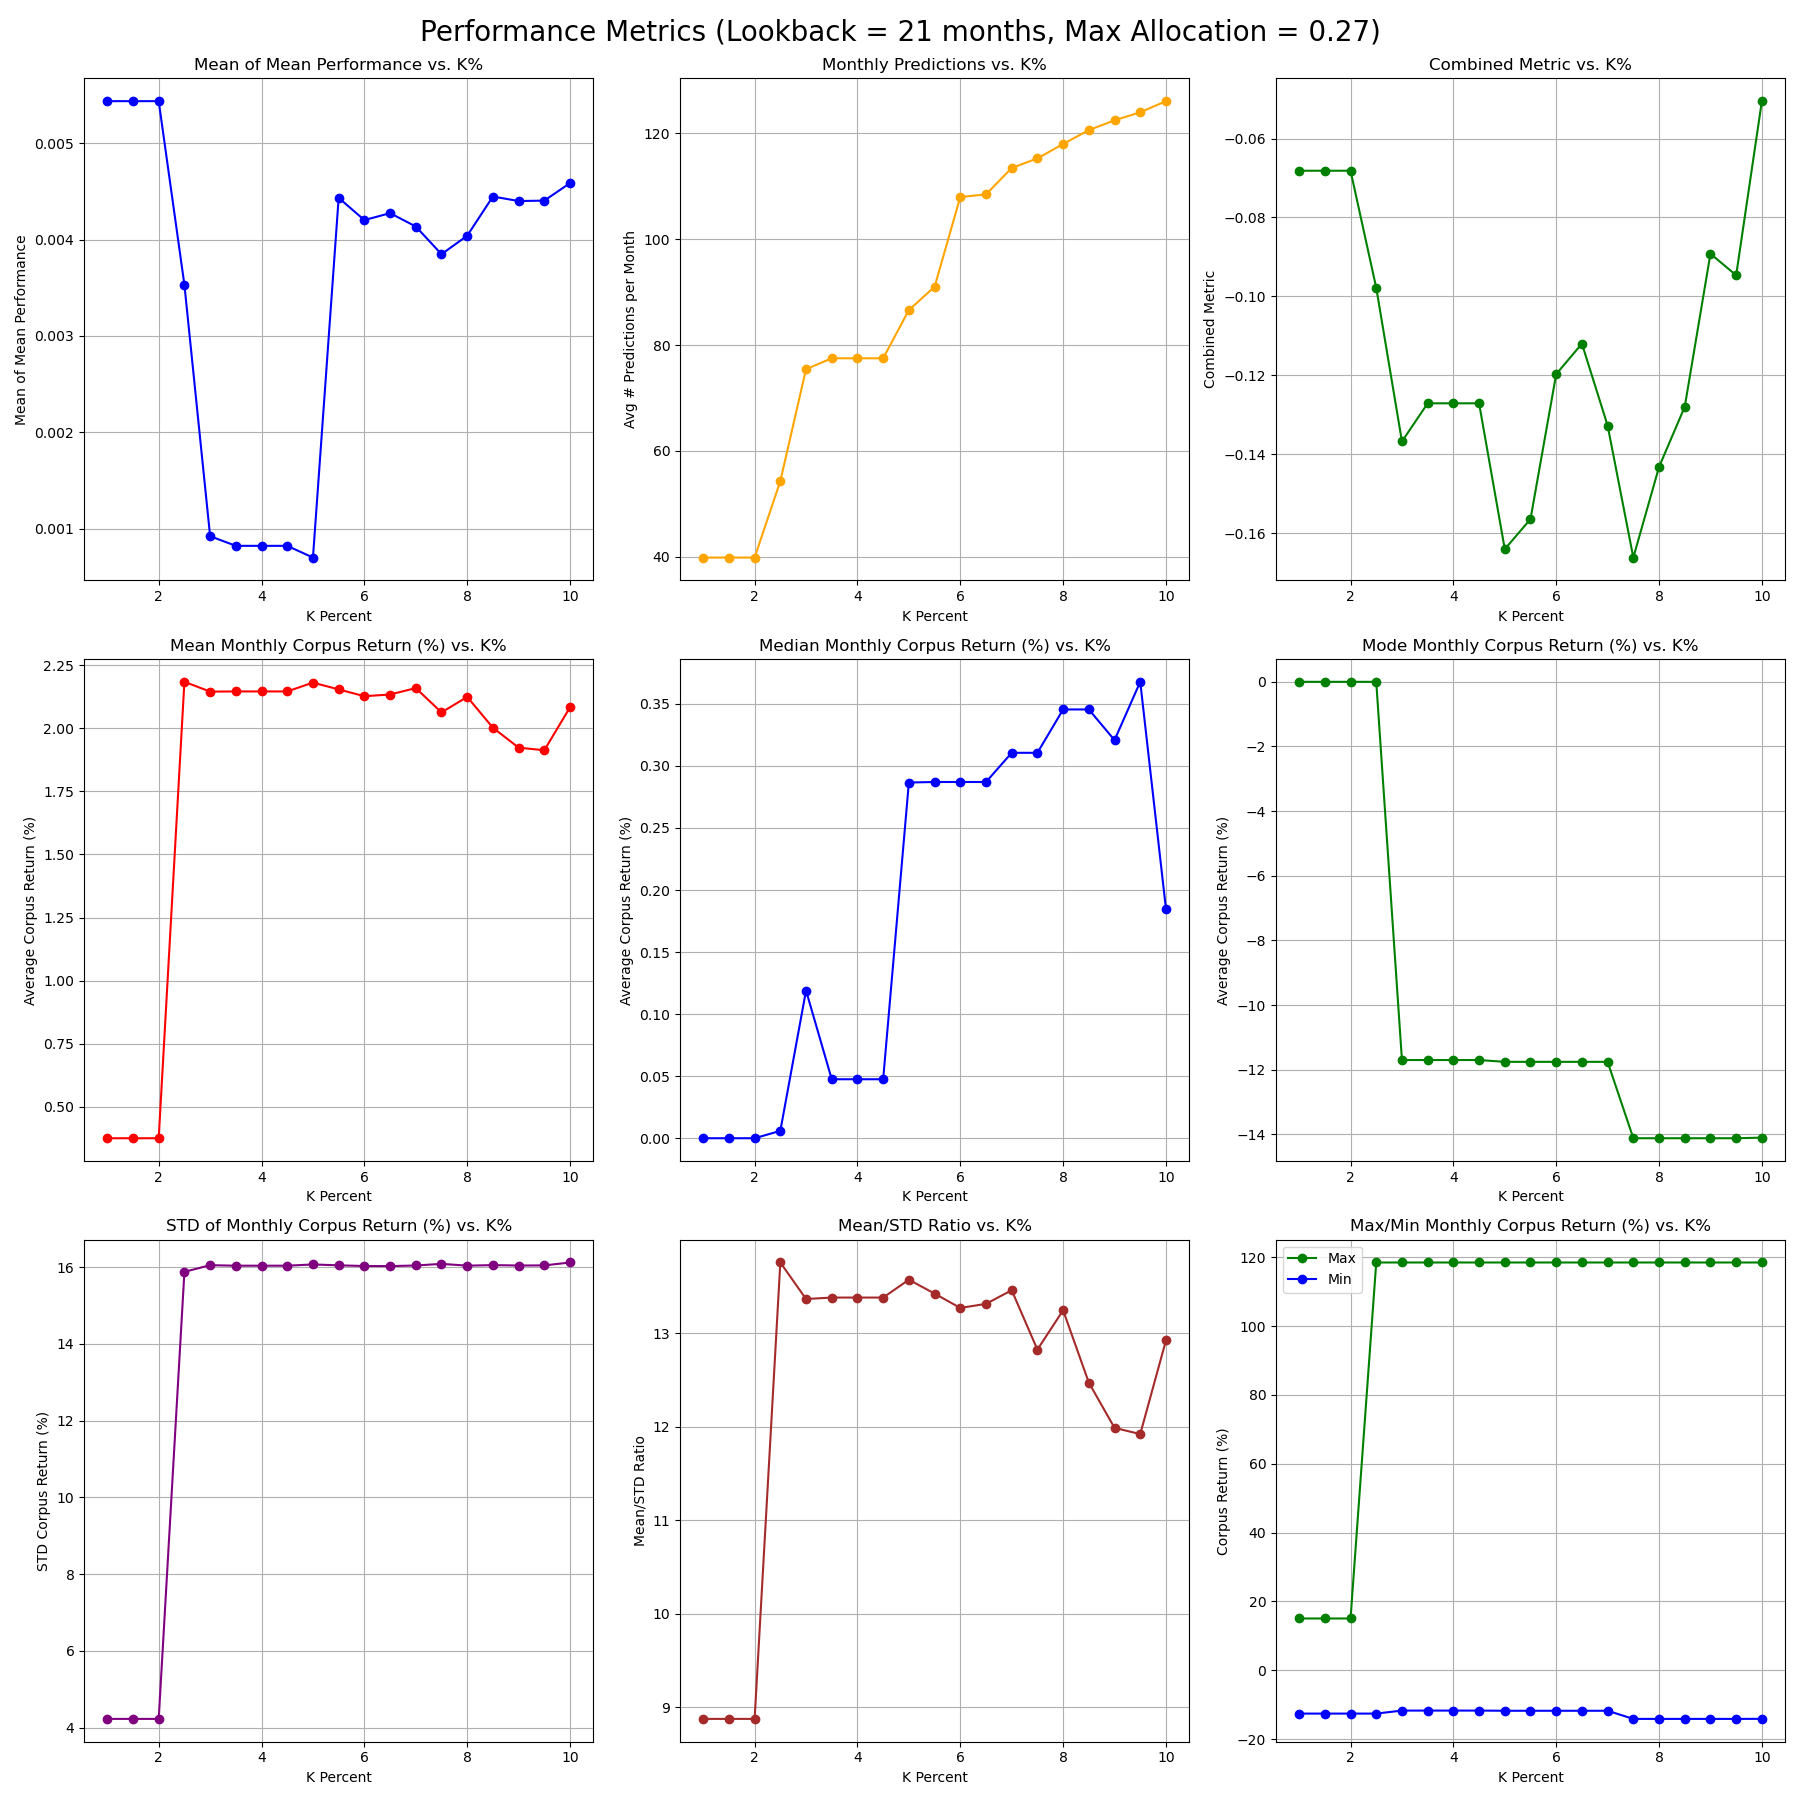 Performance Metrics (Lookback = 21 months, Max Allocation = 0.27)
Mean of Mean Performance vs. K%
Mean of Mean Performance
0.005
0.004
0.003
0.002
0.001
2 4 6 8 10
K Percent
Monthly Predictions vs. K%
Avg # Predictions per Month
120
100
80
60
40
2 4 6 8 10
K Percent
Combined Metric vs. K%
Combined Metric
−0.06
−0.08
−0.10
−0.12
−0.14
−0.16
2 4 6 8 10
K Percent
Mean Monthly Corpus Return (%) vs. K%
Average Corpus Return (%)
2.25
2.00
1.75
1.50
1.25
1.00
0.75
0.50
2 4 6 8 10
K Percent
Median Monthly Corpus Return (%) vs. K%
Average Corpus Return (%)
0.35
0.30
0.25
0.20
0.15
0.10
0.05
0.00
2 4 6 8 10
K Percent
Mode Monthly Corpus Return (%) vs. K%
Average Corpus Return (%)
0
−2
−4
−6
−8
−10
−12
−14
2 4 6 8 10
K Percent
STD of Monthly Corpus Return (%) vs. K%
STD Corpus Return (%)
16
14
12
10
8
6
4
2 4 6 8 10
K Percent
Mean/STD Ratio vs. K%
Mean/STD Ratio
13
12
11
10
9
2 4 6 8 10
K Percent
Max/Min Monthly Corpus Return (%) vs. K%
Corpus Return (%)
Max
Min
120
100
80
60
40
20
0
−20
2 4 6 8 10
K Percent